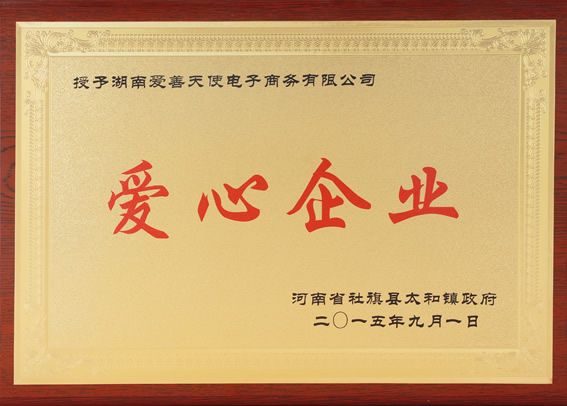 授予湖南爱善天使电子商务有限公司
爱心企业
河南省社旗县太和镇政府
二〇一五年九月一日